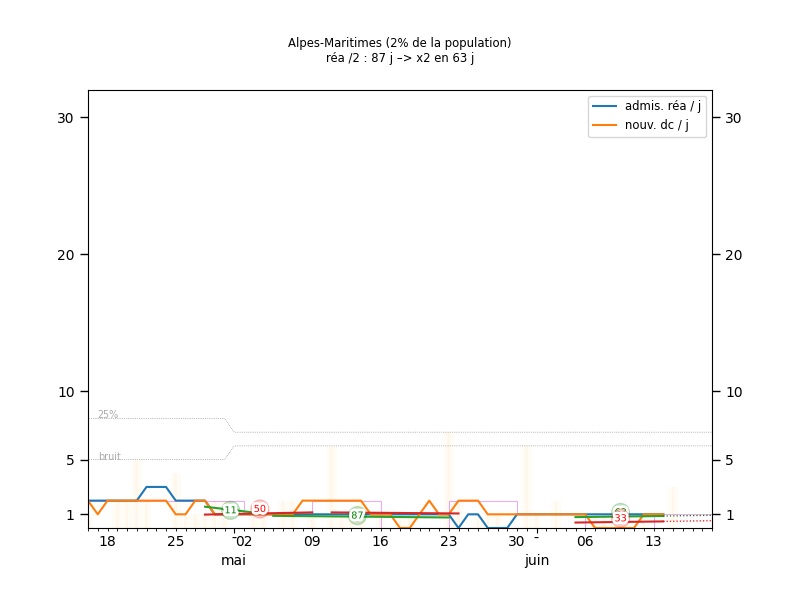 Alpes-Maritimes (2% de la population)
réa /2 : 87 j –> x2 en 63 j
admis. réa / j
nouv. dc / j
30 30
20 20
10 10
25%
bruit
5 5
11 50 87 33
1 1
18 25 02 09 16 23 30 06 13
mai juin